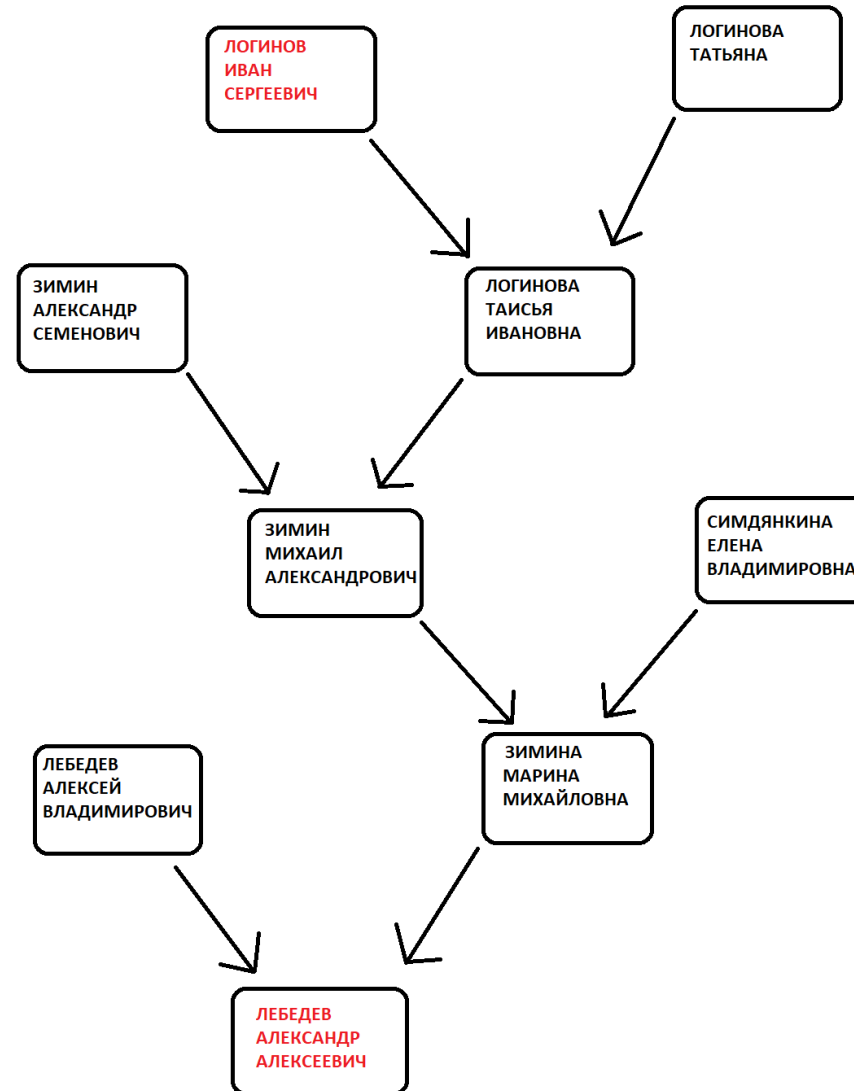 ЛОГИНОВ
ИВАН
СЕРГЕЕВИЧ
ЛОГИНОВА
ТАТЬЯНА
ЗИМИН
АЛЕКСАНДР
СЕМЕНОВИЧ
ЛОГИНОВА
ТАИСЬЯ
ИВАНОВНА
ЗИМИН
МИХАИЛ
АЛЕКСАНДРОВИЧ
СИМДЯНКИНА
ЕЛЕНА
ВЛАДИМИРОВНА
ЛЕБЕДЕВ
АЛЕКСЕЙ
ВЛАДИМИРОВИЧ
ЗИМИНА
МАРИНА
МИХАЙЛОВНА
ЛЕБЕДЕВ
АЛЕКСАНДР
АЛЕКСЕЕВИЧ